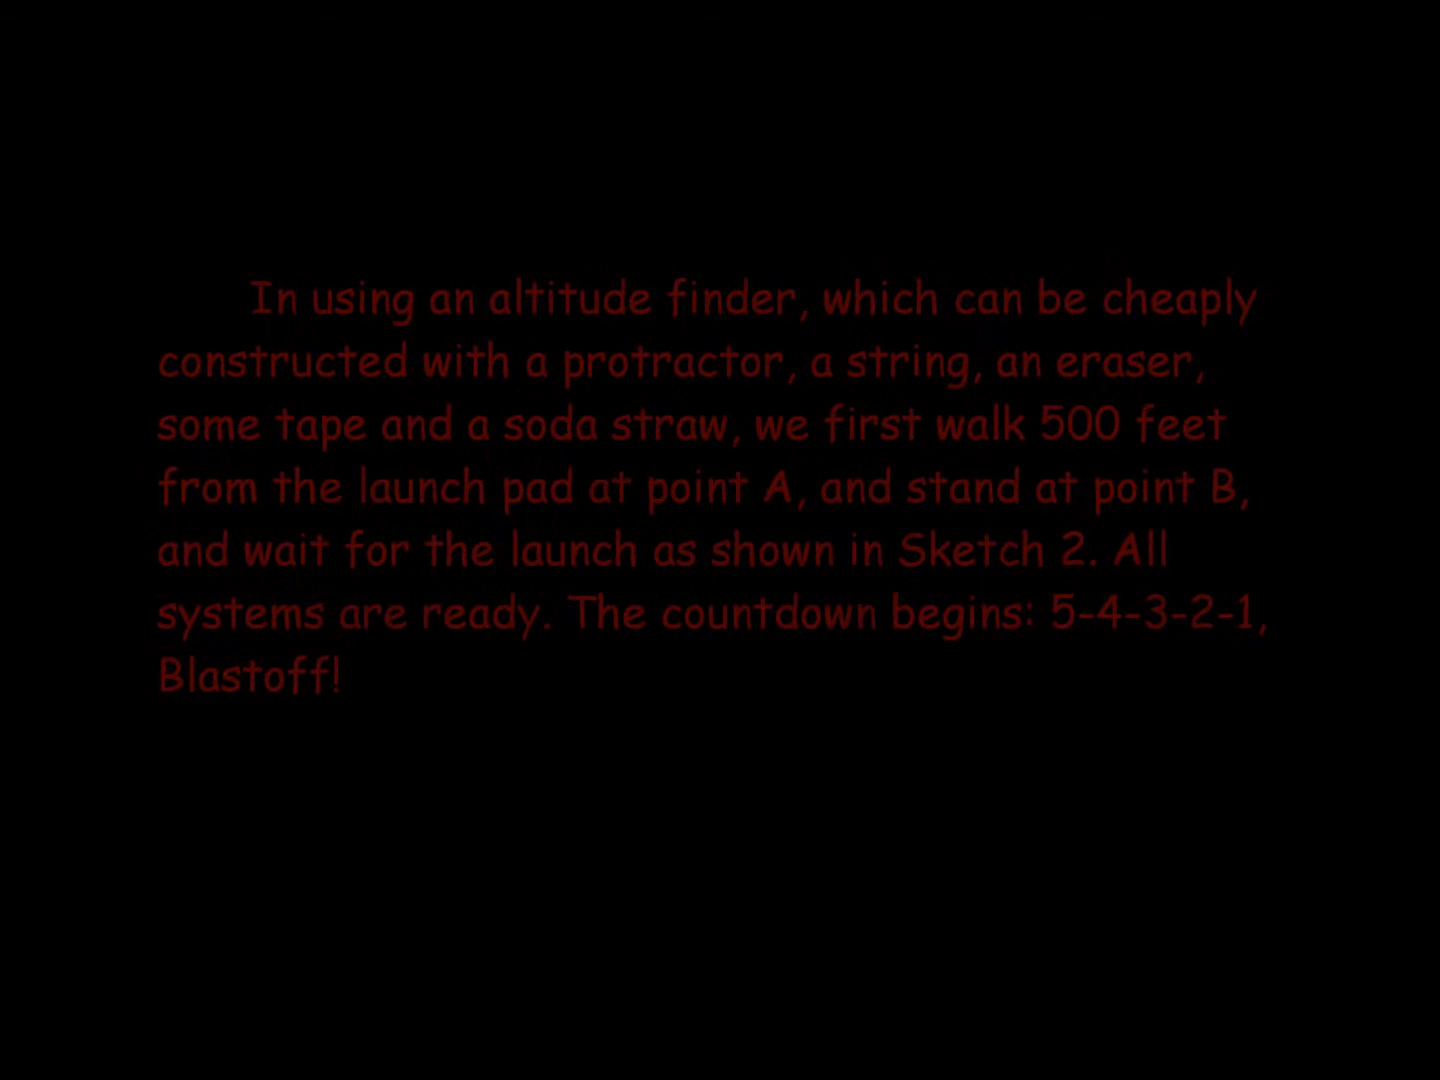 In using an altitude finder, which can be cheaply
constructed with a protractor, a string, an eraser,
some tape and a soda straw, we first walk 500 feet
from the launch pad at point A, and stand at point B,
and wait for the launch as shown in Sketch 2. All
systems are ready. The countdown begins: 5-4-3-2-1,
Blastoff!